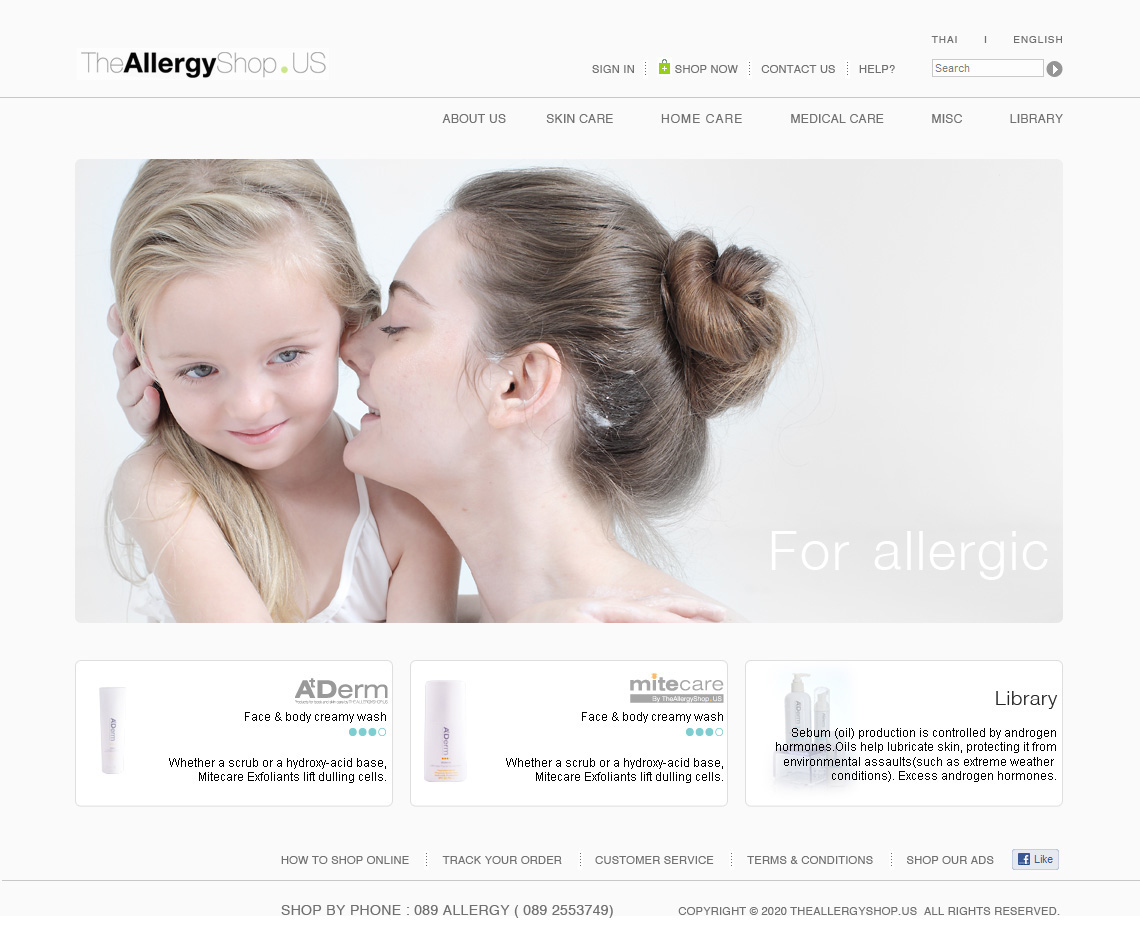 THAI I ENGLISH
TheAllergyShop.US
SIGN IN SHOP NOW CONTACT US HELP? Search
ABOUT US SKIN CARE HOME CARE MEDICAL CARE MISC LIBRARY
For allergic
ADerm
Face & body creamy wash
Whether a scrub or a hydroxy-acid base,
Mitecare Exfoliants lift dulling cells.
ADerm
mitecare
By TheAllergyShop.US
Face & body creamy wash
Whether a scrub or a hydroxy-acid base,
Mitecare Exfoliants lift dulling cells.
Library
Sebum (oil) production is controlled by androgen
hormones.Oils help lubricate skin, protecting it from
environmental assaults(such as extreme weather
conditions). Excess androgen hormones.
HOW TO SHOP ONLINE TRACK YOUR ORDER CUSTOMER SERVICE TERMS & CONDITIONS SHOP OUR ADS Like
SHOP BY PHONE : 089 ALLERGY ( 089 2553749) COPYRIGHT © 2020 THEALLERGYSHOP.US ALL RIGHTS RESERVED.